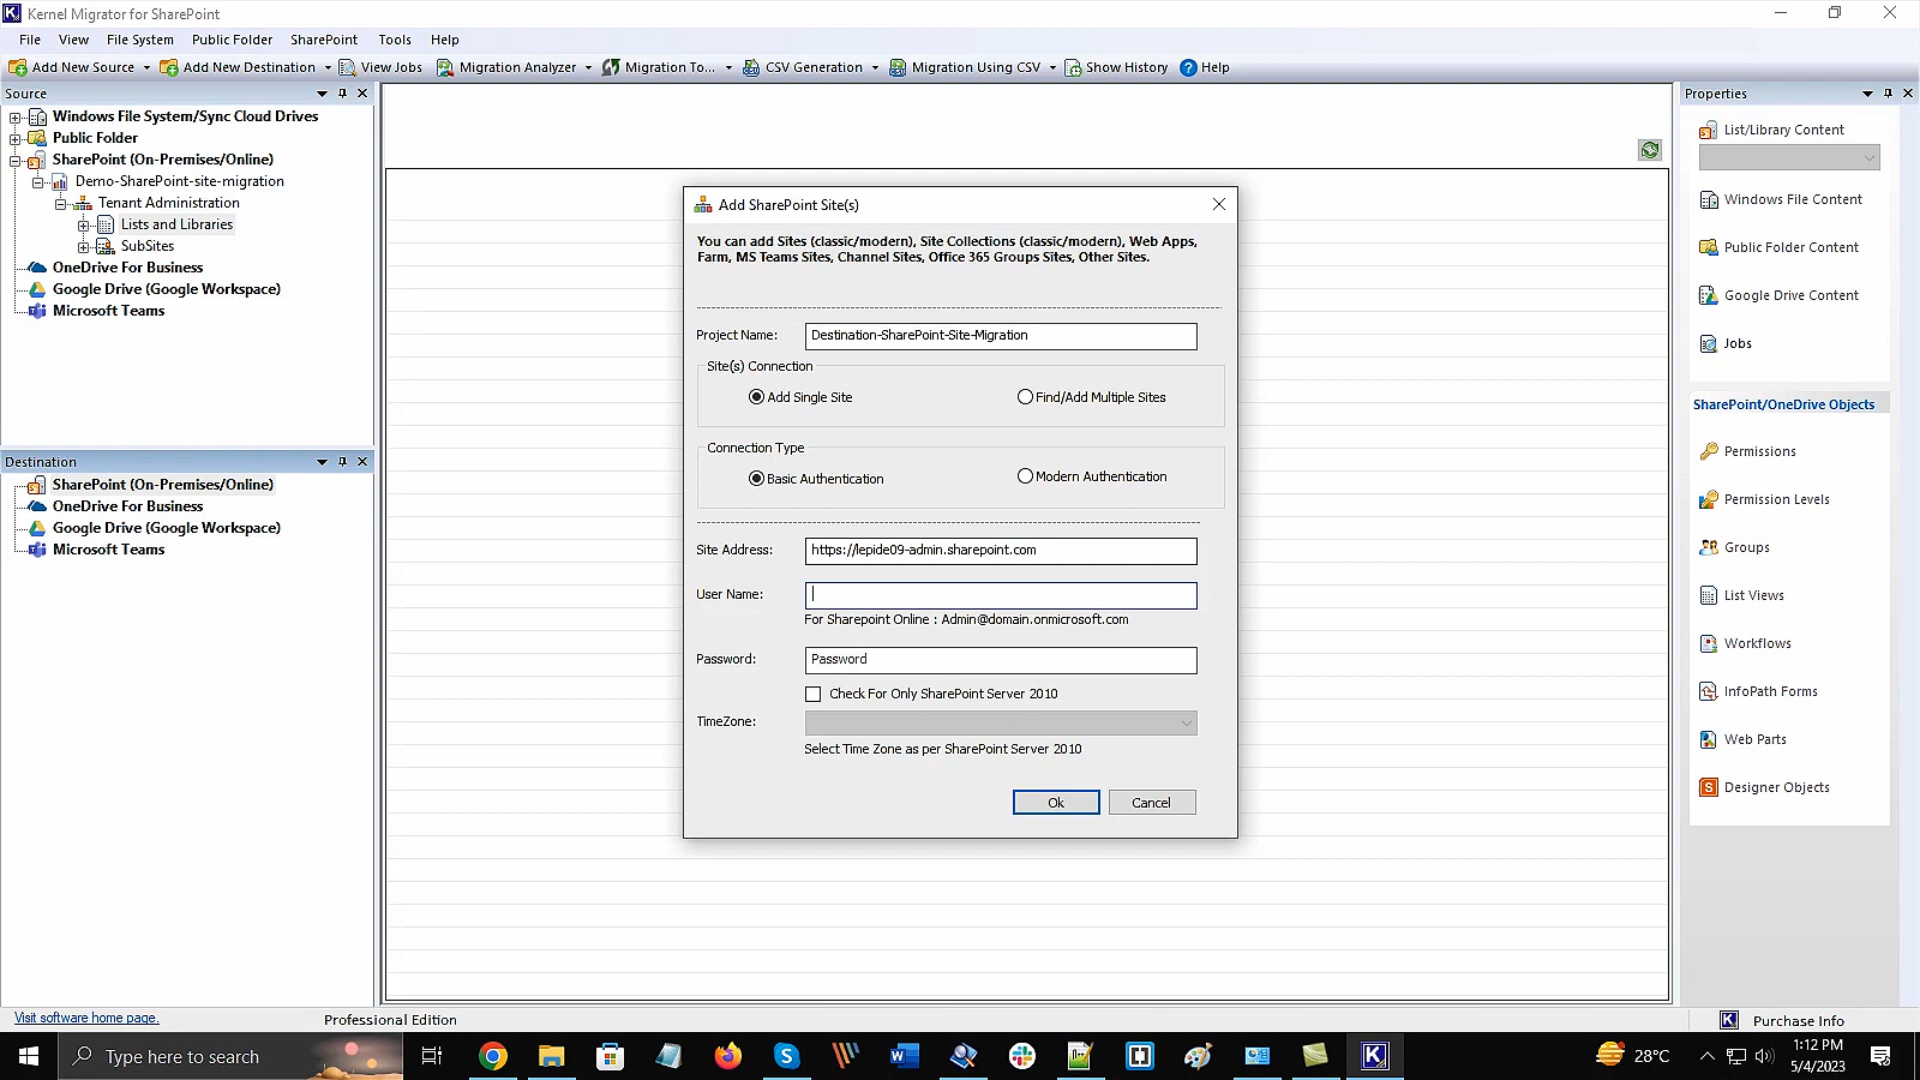 Kernel Migrator for SharePoint
File View File System Public Folder SharePoint Tools Help
Add New Source Add New Destination View Jobs Migration Analyzer Migration To... CSV Generation Migration Using CSV Show History Help
Source
Windows File System/Sync Cloud Drives
Public Folder
SharePoint (On-Premises/Online)
Demo-SharePoint-site-migration
Tenant Administration
Lists and Libraries
SubSites
OneDrive For Business
Google Drive (Google Workspace)
Microsoft Teams
Destination
SharePoint (On-Premises/Online)
OneDrive For Business
Google Drive (Google Workspace)
Microsoft Teams
Add SharePoint Site(s)
You can add Sites (classic/modern), Site Collections (classic/modern), Web Apps,
Farm, MS Teams Sites, Channel Sites, Office 365 Groups Sites, Other Sites.
Project Name: Destination-SharePoint-Site-Migration
Site(s) Connection
Add Single Site Find/Add Multiple Sites
Connection Type
Basic Authentication Modern Authentication
Site Address: https://lepide09-admin.sharepoint.com
User Name:
For Sharepoint Online : Admin@domain.onmicrosoft.com
Password: Password
Check For Only SharePoint Server 2010
TimeZone:
Select Time Zone as per SharePoint Server 2010
Ok Cancel
Properties
List/Library Content
Windows File Content
Public Folder Content
Google Drive Content
Jobs
SharePoint/OneDrive Objects
Permissions
Permission Levels
Groups
List Views
Workflows
InfoPath Forms
Web Parts
Designer Objects
Visit software home page.
Professional Edition
Purchase Info
Type here to search
28°C
1:12 PM
5/4/2023